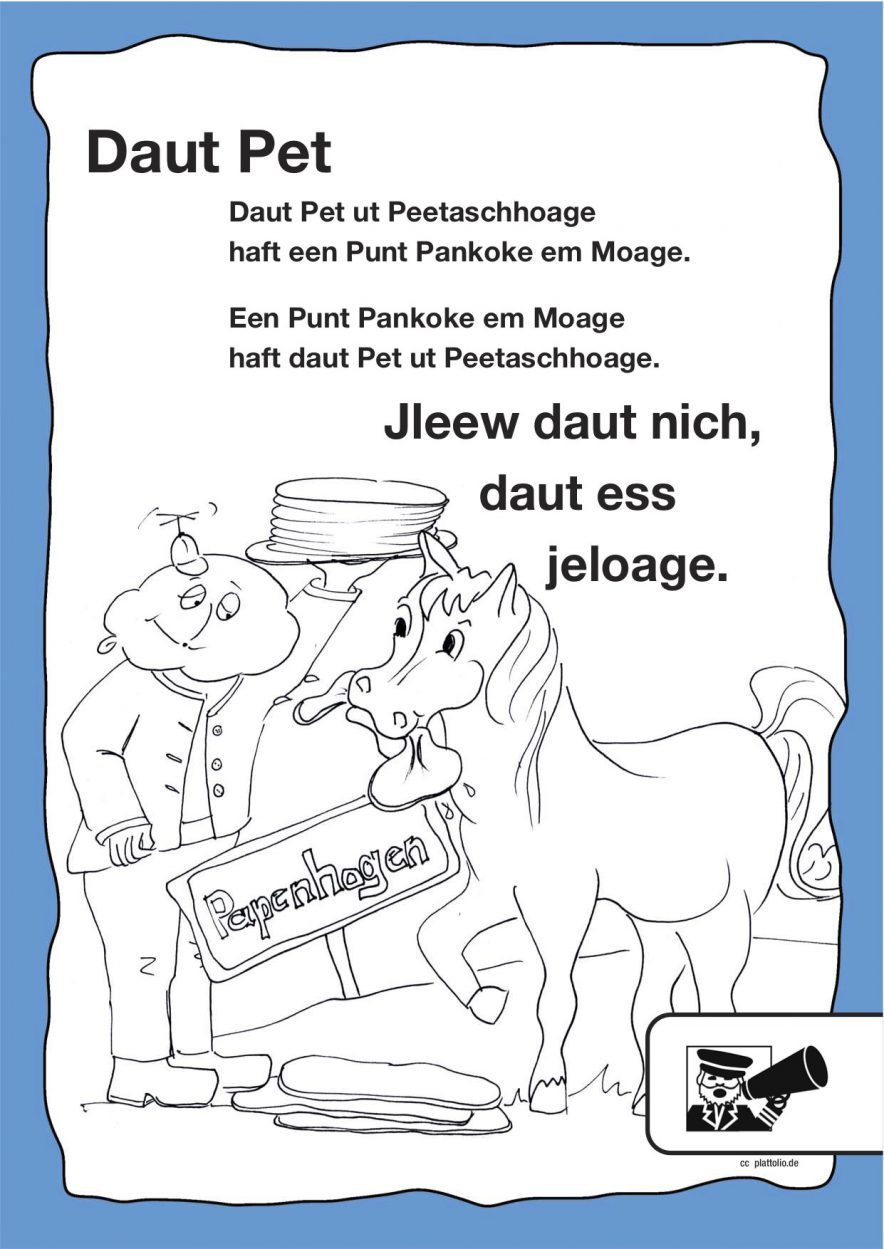 Daut Pet
Daut Pet ut Peetaschhoage
haft een Punt Pankoke em Moage.
Een Punt Pankoke em Moage
haft daut Pet ut Peetaschhoage.
Jleew daut nich,
daut ess
jeloage.
Papenhagen
cc plattolio.de